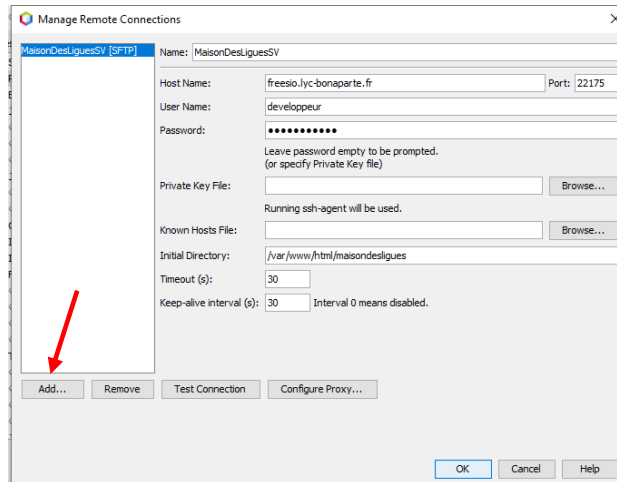 Manage Remote Connections
MaisonDesLiguesSV [SFTP]
Name: MaisonDesLiguesSV
Host Name: freesio.lyc-bonaparte.fr Port: 22175
User Name: developpeur
Password: ●●●●●●●●●●●
Leave password empty to be prompted.
(or specify Private Key file)
Private Key File: Browse...
Running ssh-agent will be used.
Known Hosts File: Browse...
Initial Directory: /var/www/html/maisondesligues
Timeout (s): 30
Keep-alive interval (s): 30 Interval 0 means disabled.
Add... Remove Test Connection Configure Proxy...
OK Cancel Help